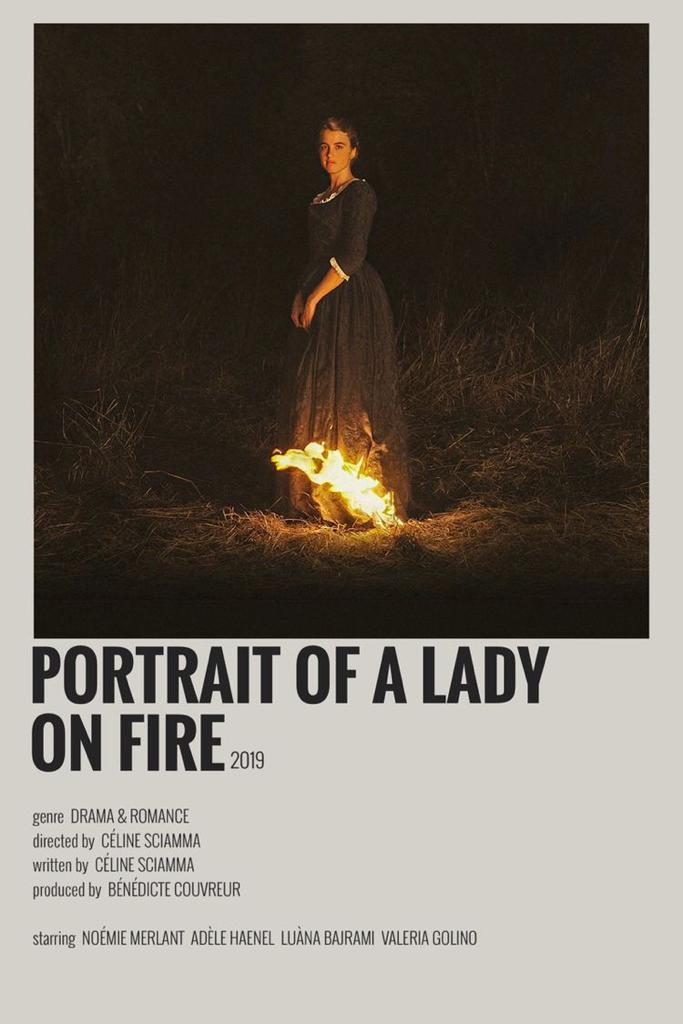 PORTRAIT OF A LADY
ON FIRE 2019
genre DRAMA & ROMANCE
directed by CÉLINE SCIAMMA
written by CÉLINE SCIAMMA
produced by BÉNÉDICTE COUVREUR
starring NOÉMIE MERLANT ADÈLE HAENEL LUÀNA BAJRAMI VALERIA GOLINO